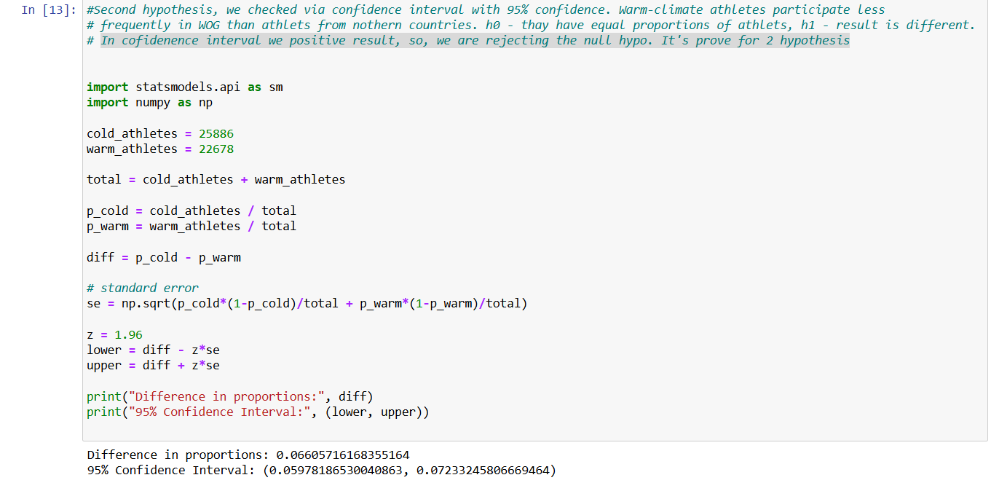 In [13]: #Second hypothesis, we checked via confidence interval with 95% confidence. Warm-climate athletes participate less
# frequently in WOG than athlets from nothern countries. h0 - thay have equal proportions of athlets, h1 - result is different.
# In cofidenence interval we positive result, so, we are rejecting the null hypo. It's prove for 2 hypothesis
import statsmodels.api as sm
import numpy as np
cold_athletes = 25886
warm_athletes = 22678
total = cold_athletes + warm_athletes
p_cold = cold_athletes / total
p_warm = warm_athletes / total
diff = p_cold - p_warm
# standard error
se = np.sqrt(p_cold*(1-p_cold)/total + p_warm*(1-p_warm)/total)
z = 1.96
lower = diff - z*se
upper = diff + z*se
print("Difference in proportions:", diff)
print("95% Confidence Interval:", (lower, upper))
Difference in proportions: 0.06605716168355164
95% Confidence Interval: (0.05978186530040863, 0.07233245806669464)